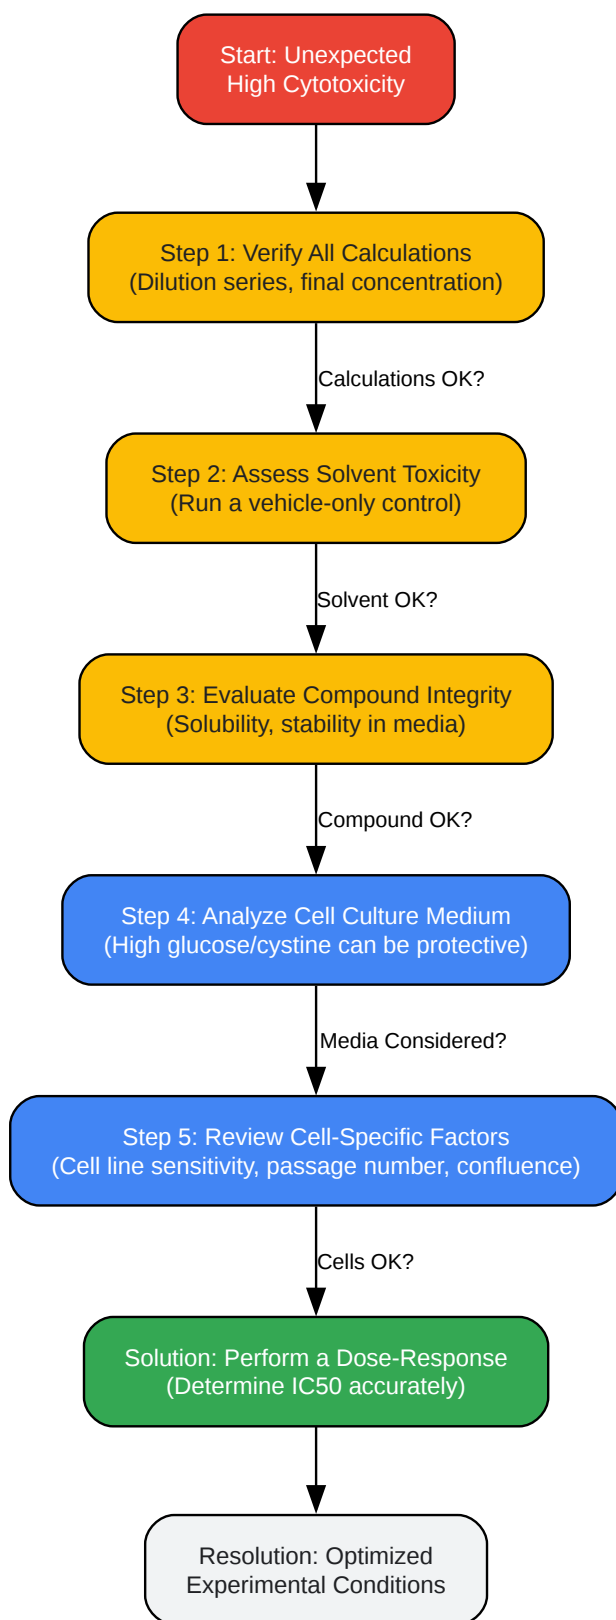 Start: Unexpected
High Cytotoxicity
Step 1: Verify All Calculations
(Dilution series, final concentration)
Calculations OK?
Step 2: Assess Solvent Toxicity
(Run a vehicle-only control)
Solvent OK?
Step 3: Evaluate Compound Integrity
(Solubility, stability in media)
Compound OK?
Step 4: Analyze Cell Culture Medium
(High glucose/cystine can be protective)
Media Considered?
Step 5: Review Cell-Specific Factors
(Cell line sensitivity, passage number, confluence)
Cells OK?
Solution: Perform a Dose-Response
(Determine IC50 accurately)
Resolution: Optimized
Experimental Conditions